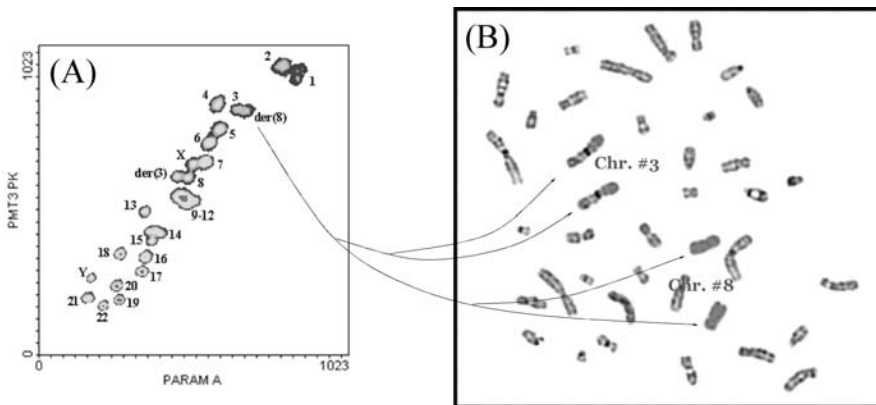 (A)
1023
PMT3 PK
0
0
PARAM A
1023
2
1
4
3
der(8)
6
5
X
7
der(3)
8
9-12
13
15
14
18
16
17
Y
20
21
19
22
(B)
Chr. #3
Chr. #8